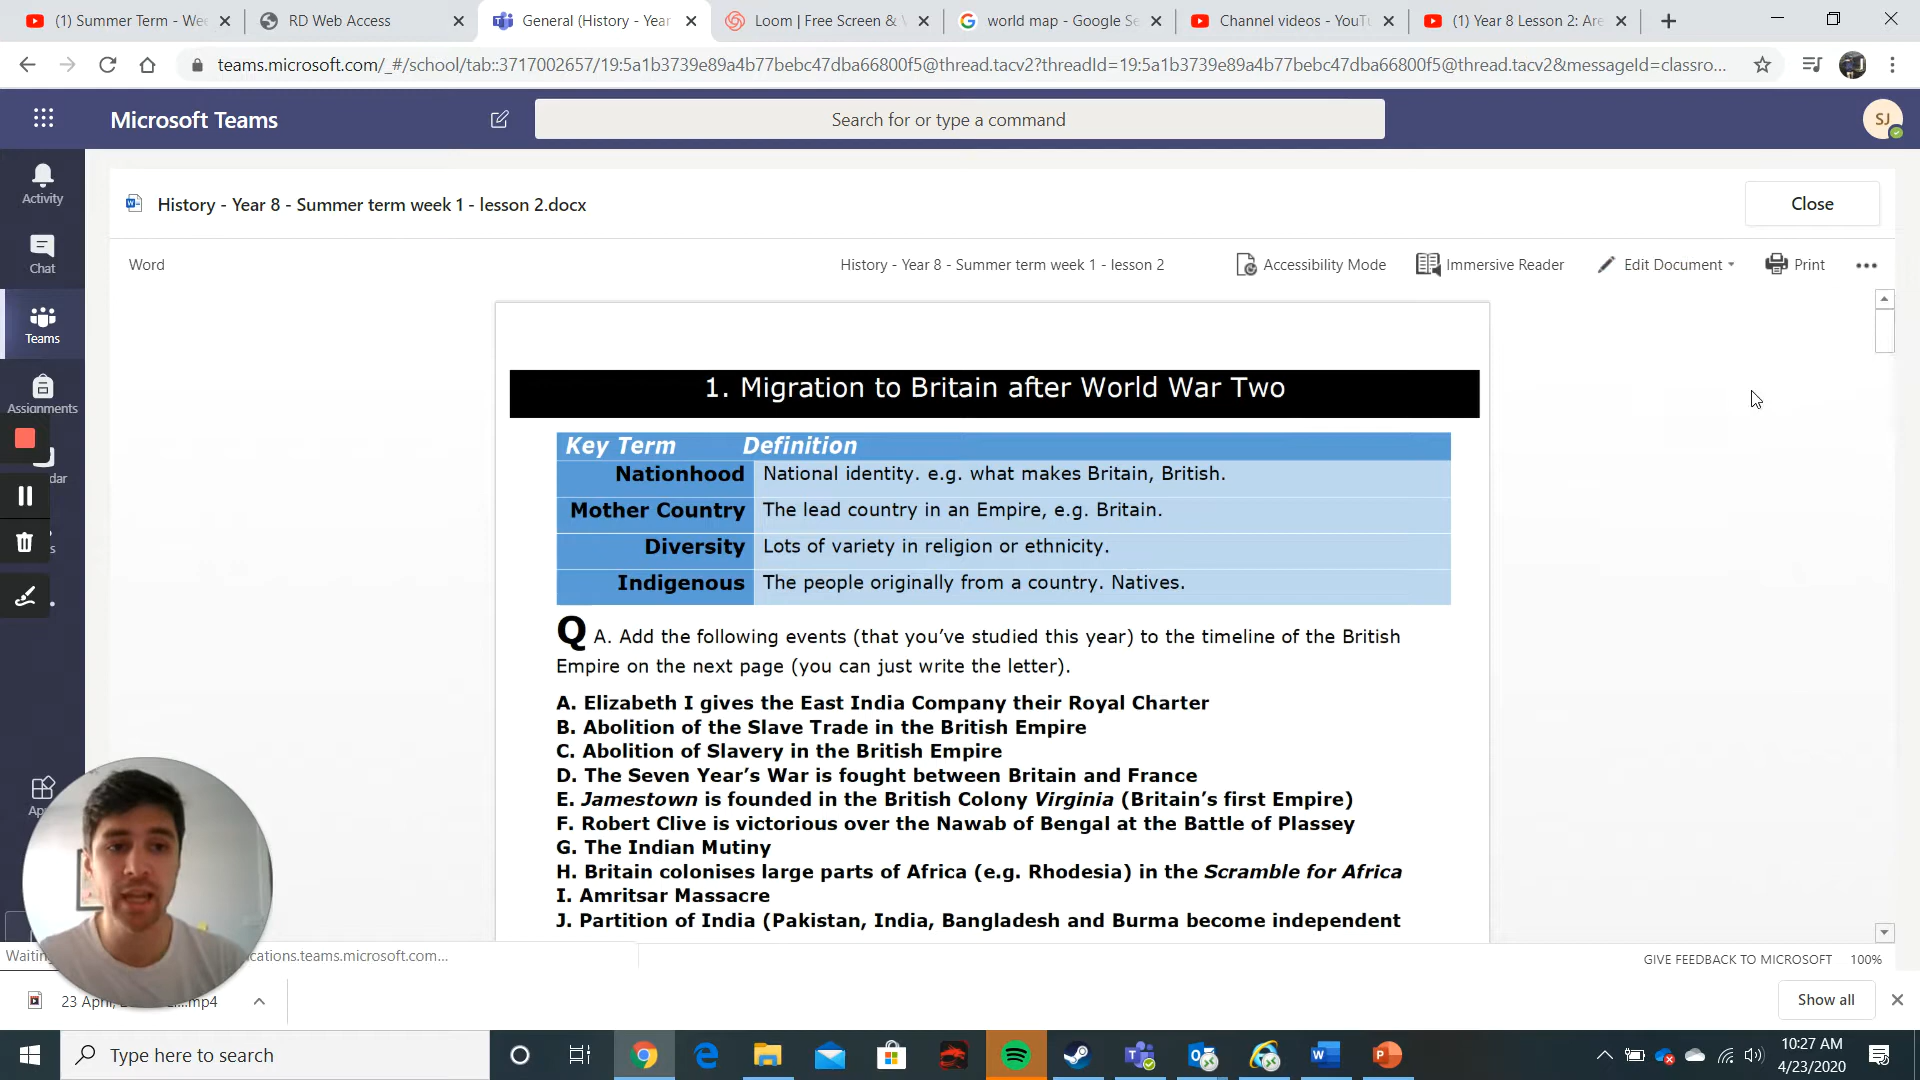 (1) Summer Term - We
RD Web Access
General (History - Year
Loom | Free Screen &
world map - Google Se
Channel videos - YouTu
(1) Year 8 Lesson 2: Are
teams.microsoft.com/_#/school/tab::3717002657/19:5a1b3739e89a4b77bebc47dba66800f5@thread.tacv2?threadId=19:5a1b3739e89a4b77bebc47dba66800f5@thread.tacv2&messageId=classro...
Microsoft Teams
Search for or type a command
SJ
Activity
Chat
Teams
Assignments
History - Year 8 - Summer term week 1 - lesson 2.docx
Close
Word
History - Year 8 - Summer term week 1 - lesson 2
Accessibility Mode
Immersive Reader
Edit Document
Print
1. Migration to Britain after World War Two
Key Term Definition
Nationhood National identity. e.g. what makes Britain, British.
Mother Country The lead country in an Empire, e.g. Britain.
Diversity Lots of variety in religion or ethnicity.
Indigenous The people originally from a country. Natives.
Q A. Add the following events (that you've studied this year) to the timeline of the British
Empire on the next page (you can just write the letter).
A. Elizabeth I gives the East India Company their Royal Charter
B. Abolition of the Slave Trade in the British Empire
C. Abolition of Slavery in the British Empire
D. The Seven Year's War is fought between Britain and France
E. Jamestown is founded in the British Colony Virginia (Britain's first Empire)
F. Robert Clive is victorious over the Nawab of Bengal at the Battle of Plassey
G. The Indian Mutiny
H. Britain colonises large parts of Africa (e.g. Rhodesia) in the Scramble for Africa
I. Amritsar Massacre
J. Partition of India (Pakistan, India, Bangladesh and Burma become independent
ications.teams.microsoft.com...
GIVE FEEDBACK TO MICROSOFT 100%
23 April, ....mp4
Show all
Type here to search
10:27 AM
4/23/2020